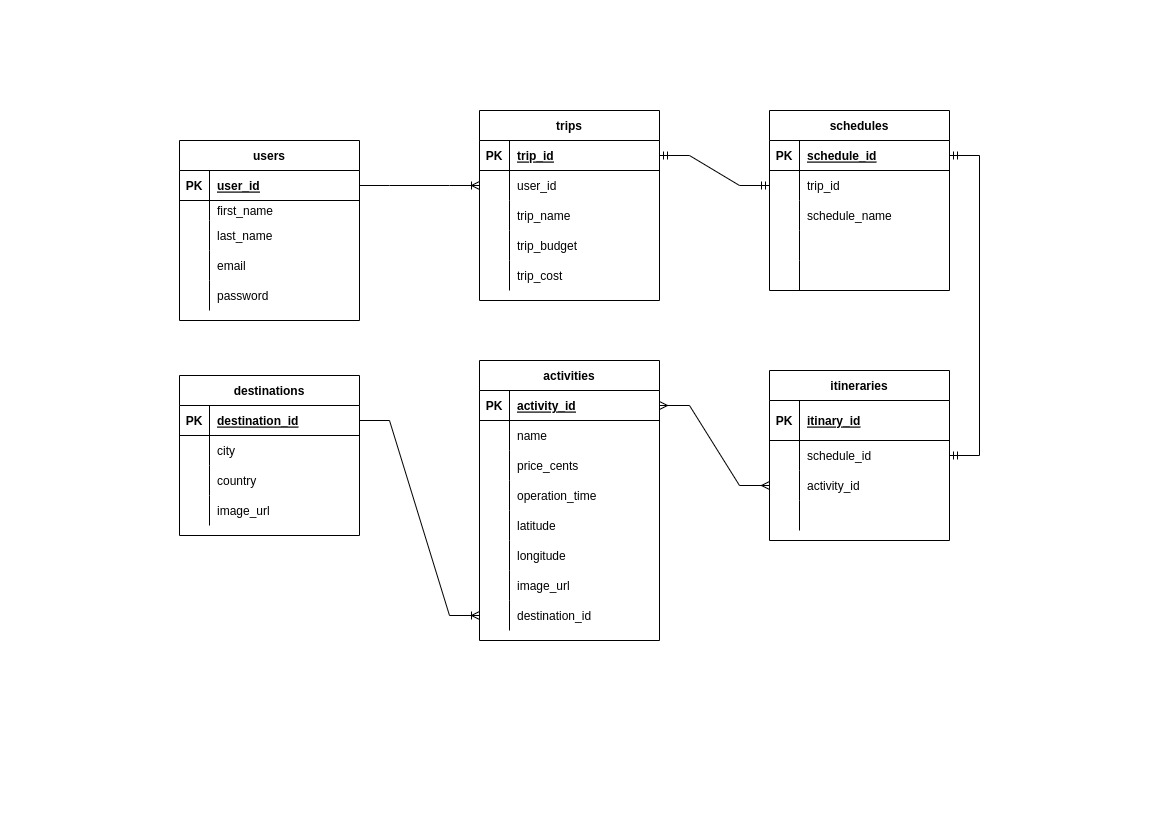 users
PK user_id
first_name
last_name
email
password
trips
PK trip_id
user_id
trip_name
trip_budget
trip_cost
schedules
PK schedule_id
trip_id
schedule_name
destinations
PK destination_id
city
country
image_url
activities
PK activity_id
name
price_cents
operation_time
latitude
longitude
image_url
destination_id
itineraries
PK itinary_id
schedule_id
activity_id